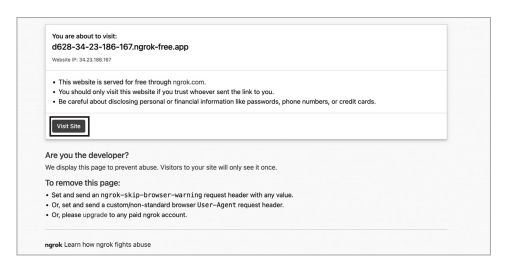 You are about to visit:
d628-34-23-186-167.ngrok-free.app
Website IP: 34.23.186.167
• This website is served for free through ngrok.com.
• You should only visit this website if you trust whoever sent the link to you.
• Be careful about disclosing personal or financial information like passwords, phone numbers, or credit cards.
Visit Site
Are you the developer?
We display this page to prevent abuse. Visitors to your site will only see it once.
To remove this page:
• Set and send an ngrok-skip-browser-warning request header with any value.
• Or, set and send a custom/non-standard browser User-Agent request header.
• Or, please upgrade to any paid ngrok account.
ngrok Learn how ngrok fights abuse